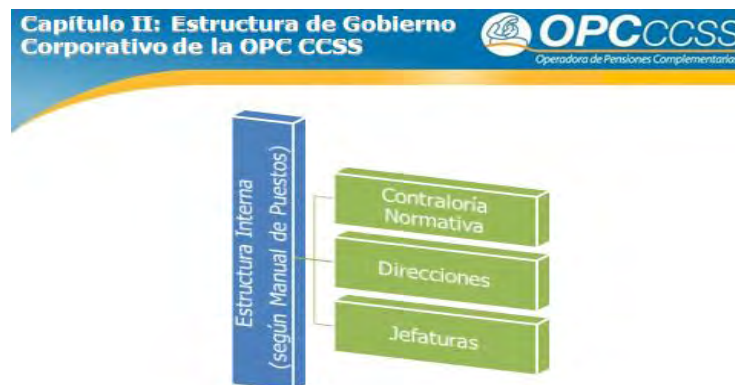 Capítulo II: Estructura de Gobierno
Corporativo de la OPC CCSS
OPCCCSS
Operadora de Pensiones Complementarias
Estructura Interna
(según Manual de Puestos)
Contraloría
Normativa
Direcciones
Jefaturas